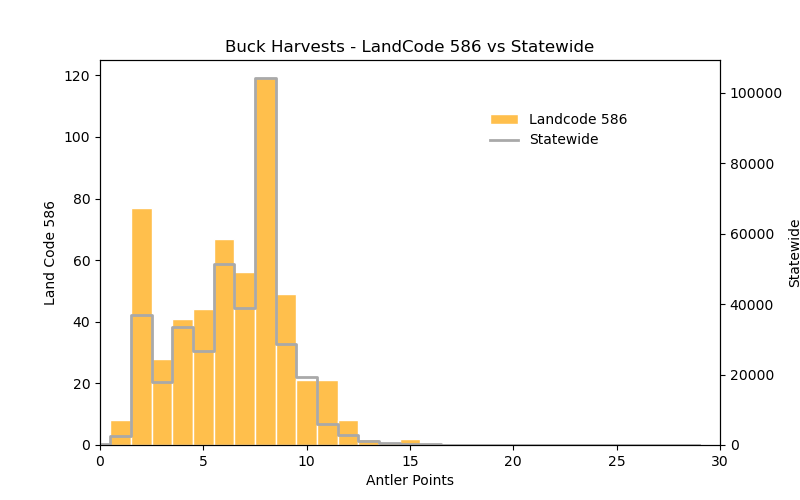 Buck Harvests - LandCode 586 vs Statewide
Landcode 586
Statewide
Land Code 586
120
100
80
60
40
20
0
100000
80000
60000
40000
20000
0
Statewide
0 5 10 15 20 25 30
Antler Points